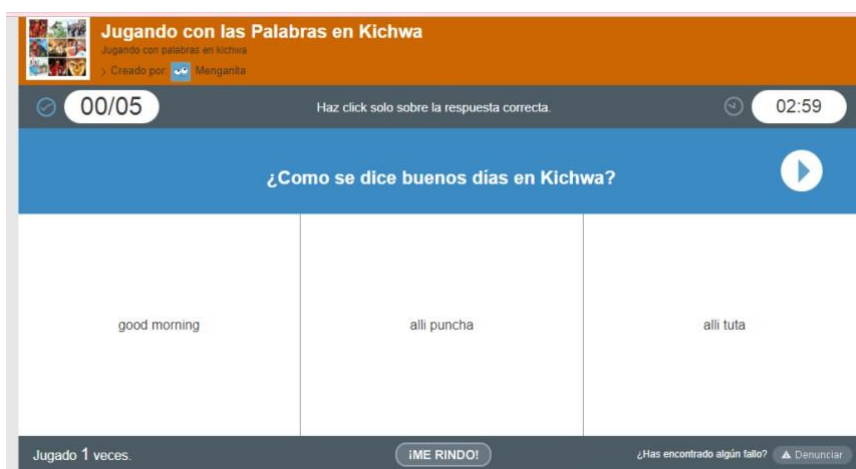 Jugando con las Palabras en Kichwa
Jugando con palabras en kichwa
> Creado por: Menganita
00/05
Haz click solo sobre la respuesta correcta.
02:59
¿Como se dice buenos días en Kichwa?
good morning
alli puncha
alli tuta
Jugado 1 veces.
¡ME RINDO!
¿Has encontrado algún fallo?
Denunciar